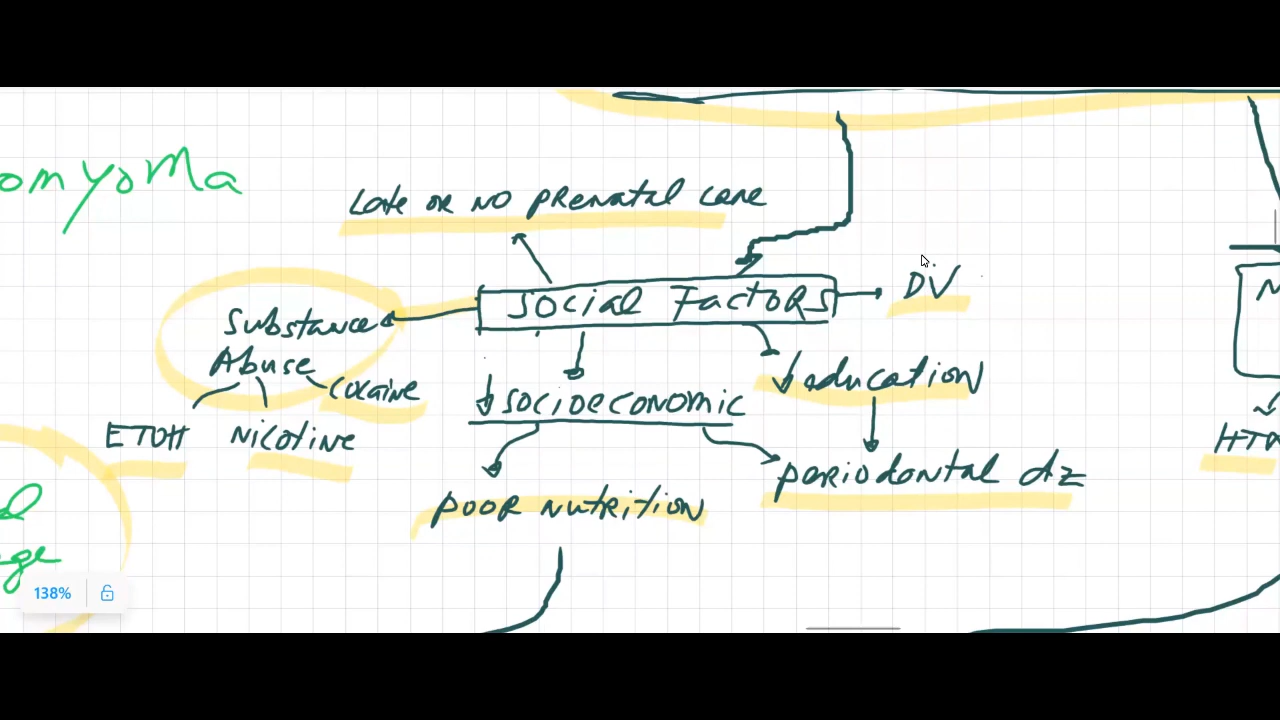 omyoma
Late or no prenatal care
Social Factors
DV
Substance
Abuse
Cocaine
ETOH
Nicotine
↓ socioeconomic
↓ education
poor nutrition
periodontal dz
HTN
138%